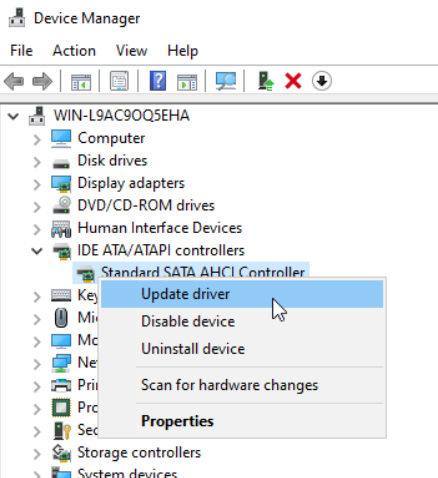 Device Manager
File Action View Help
WIN-L9AC9OQ5EHA
Computer
Disk drives
Display adapters
DVD/CD-ROM drives
Human Interface Devices
IDE ATA/ATAPI controllers
Standard SATA AHCI Controller
Key
Update driver
Mi
Disable device
Mo
Uninstall device
Ne
Pri
Scan for hardware changes
Pro
Properties
Sec
Storage controllers
System devices